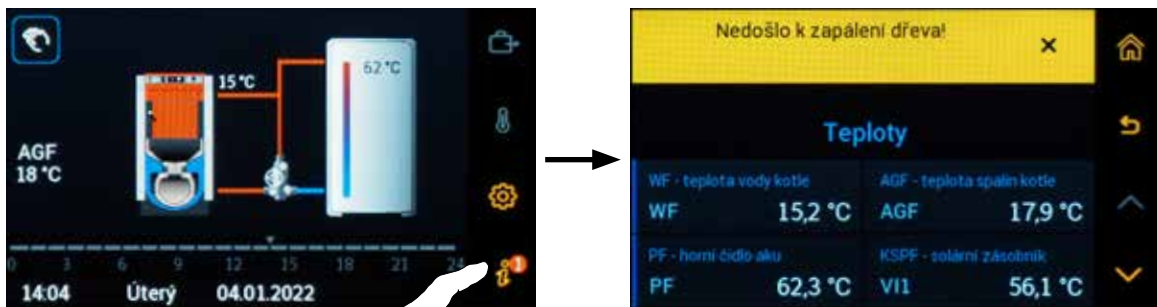 15 °C
62 °C
AGF
18 °C
0 3 6 9 12 15 18 21 24
14:04 Úterý 04.01.2022
i 1
Nedošlo k zapálení dřeva!
Teploty
WF - teplota vody kotle
WF 15,2 °C
AGF - teplota spalin kotle
AGF 17,9 °C
PF - horní čidlo aku
PF 62,3 °C
KSPF - solární zásobník
VI1 56,1 °C